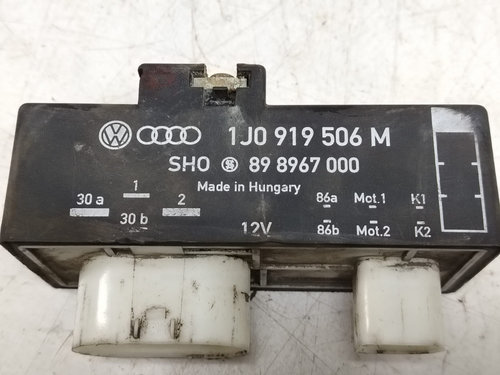 1J0 919 506 M
SHO 89 8967 000
Made in Hungary
30 a 1 2 86a Mot.1 K1
30 b 12V 86b Mot.2 K2